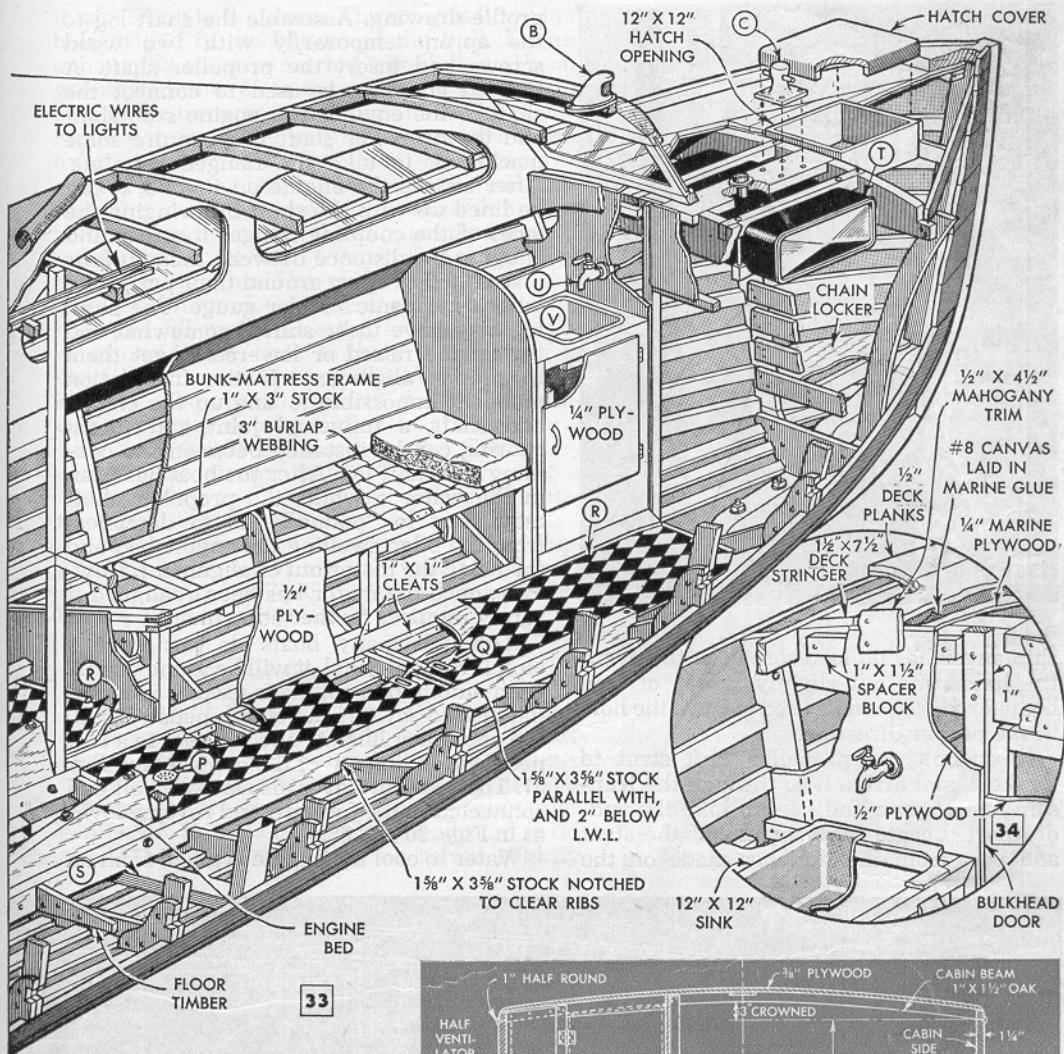 12" X 12"
HATCH
OPENING
HATCH COVER
B
C
ELECTRIC WIRES
TO LIGHTS
T
U
V
CHAIN
LOCKER
BUNK-MATTRESS FRAME
1" X 3" STOCK
3" BURLAP
WEBBING
¼" PLY-
WOOD
½" X 4½"
MAHOGANY
TRIM
#8 CANVAS
LAID IN
MARINE GLUE
½"
DECK
PLANKS
¼" MARINE
PLYWOOD
1½" X 7½"
DECK
STRINGER
R
1" X 1"
CLEATS
½"
PLY-
WOOD
Q
R
P
1" X 1½"
SPACER
BLOCK
1"
1⅝" X 3⅝" STOCK
PARALLEL WITH,
AND 2" BELOW
L.W.L.
½" PLYWOOD
34
S
1⅝" X 3⅝" STOCK NOTCHED
TO CLEAR RIBS
12" X 12"
SINK
BULKHEAD
DOOR
ENGINE
BED
FLOOR
TIMBER
33
1" HALF ROUND
⅜" PLYWOOD
CABIN BEAM
1" X 1½" OAK
CROWNED
HALF
VENTI-
LATOR
CABIN
SIDE
1¼"